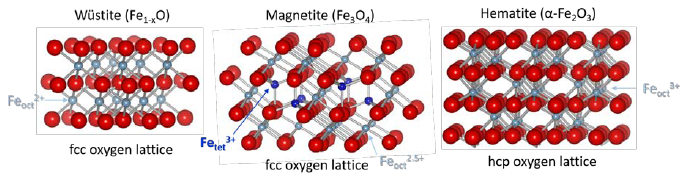 Wüstite (Fe₁₋ₓO)
Magnetite (Fe₃O₄)
Hematite (α-Fe₂O₃)
Feoct²⁺
Feoct³⁺
Fetet³⁺
Feoct²·⁵⁺
fcc oxygen lattice
fcc oxygen lattice
hcp oxygen lattice